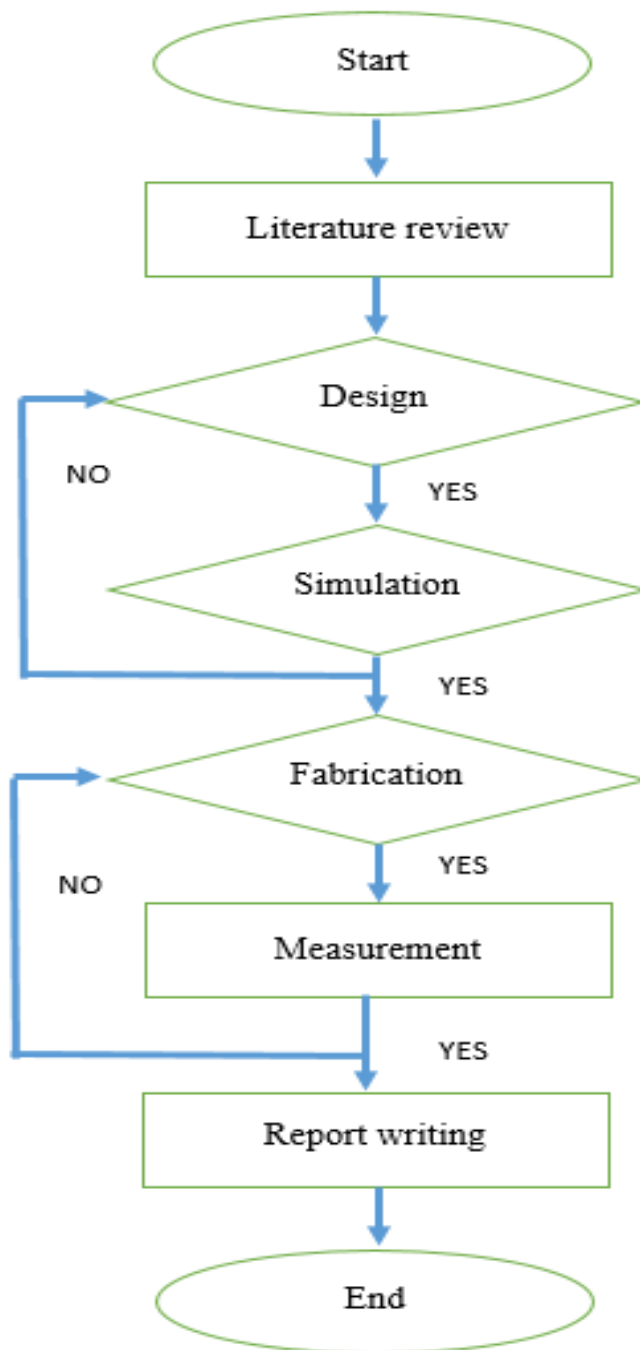 Start
Literature review
Design
NO
YES
Simulation
YES
Fabrication
YES
NO
Measurement
YES
Report writing
End